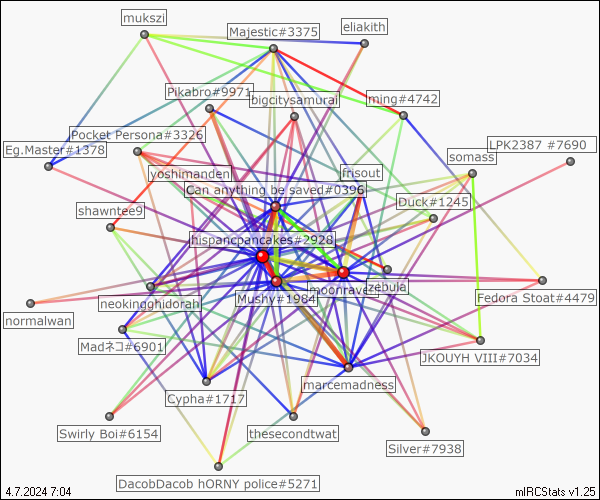 mukszi
Majestic#3375
eliakith
Pikabro#9971
bigcitysamurai
ming#4742
Pocket Persona#3326
Eg.Master#1378
LPK2387 #7690
somass
yoshimanden
frisout
Can anything be saved#0396
Duck#1245
shawntee9
hispancpancakes#2928
zebula
moonraven
Mushy#1984
Fedora Stoat#4479
neokingghidorah
normalwan
Madネコ#6901
JKOUYH VIII#7034
marcemadness
Cypha#1717
Swirly Boi#6154
thesecondtwat
Silver#7938
DacobDacob hORNY police#5271
4.7.2024 7:04
mIRCStats v1.25